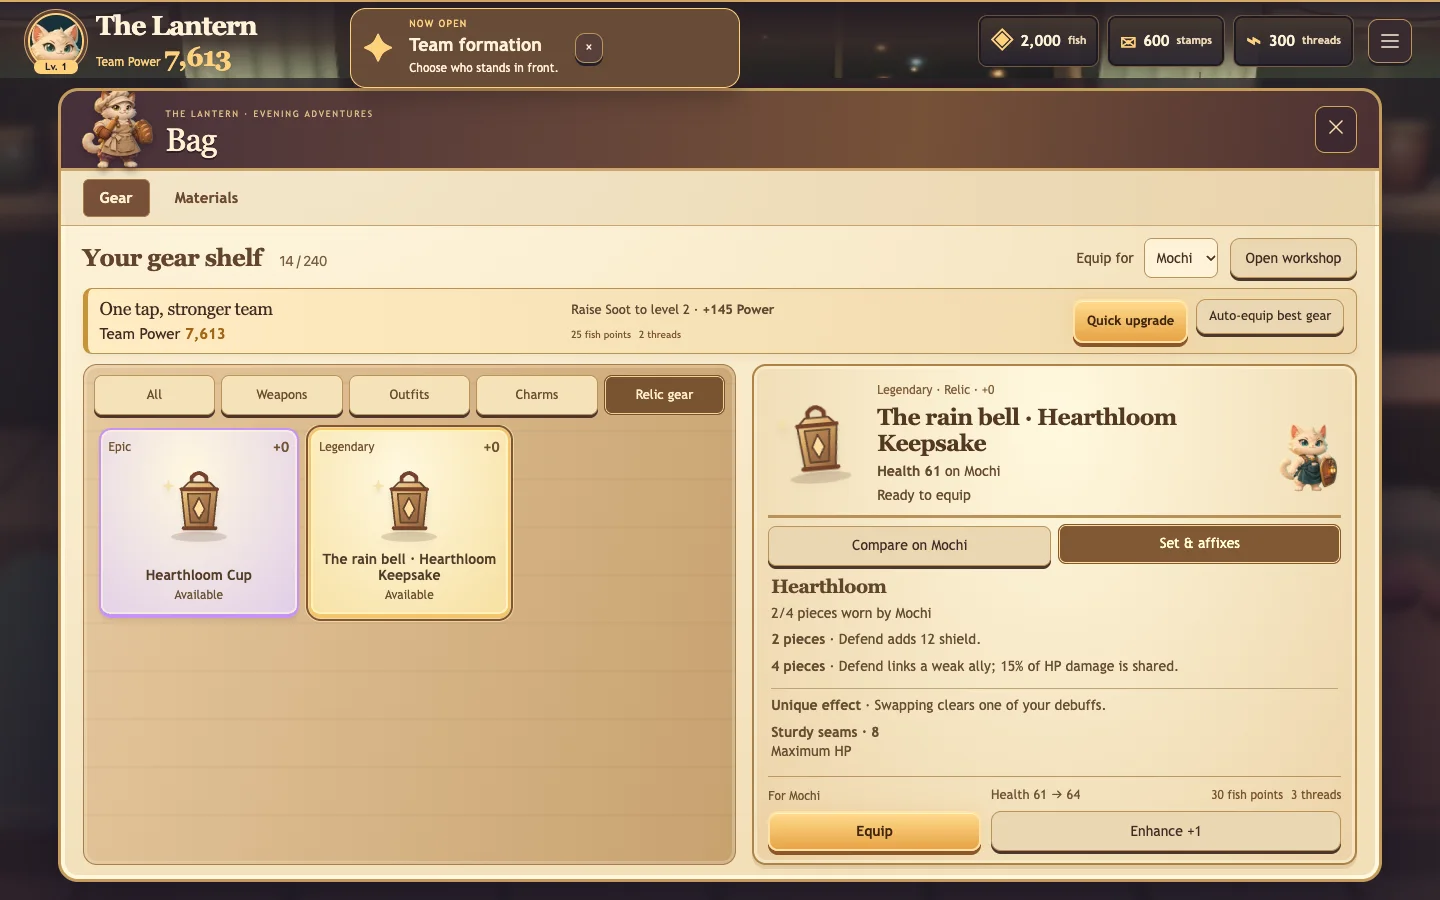 The Lantern
Lv. 1
Team Power 7,613
NOW OPEN
Team formation
Choose who stands in front.
×
2,000 fish
600 stamps
300 threads
THE LANTERN · EVENING ADVENTURES
Bag
Gear
Materials
Your gear shelf 14 / 240
Equip for
Mochi
Open workshop
One tap, stronger team
Team Power 7,613
Raise Soot to level 2 · +145 Power
25 fish points 2 threads
Quick upgrade
Auto-equip best gear
All
Weapons
Outfits
Charms
Relic gear
Epic +0
Hearthloom Cup
Available
Legendary +0
The rain bell · Hearthloom
Keepsake
Available
Legendary · Relic · +0
The rain bell · Hearthloom
Keepsake
Health 61 on Mochi
Ready to equip
Compare on Mochi
Set & affixes
Hearthloom
2/4 pieces worn by Mochi
2 pieces · Defend adds 12 shield.
4 pieces · Defend links a weak ally; 15% of HP damage is shared.
Unique effect · Swapping clears one of your debuffs.
Sturdy seams · 8
Maximum HP
For Mochi
Health 61 → 64
30 fish points 3 threads
Equip
Enhance +1